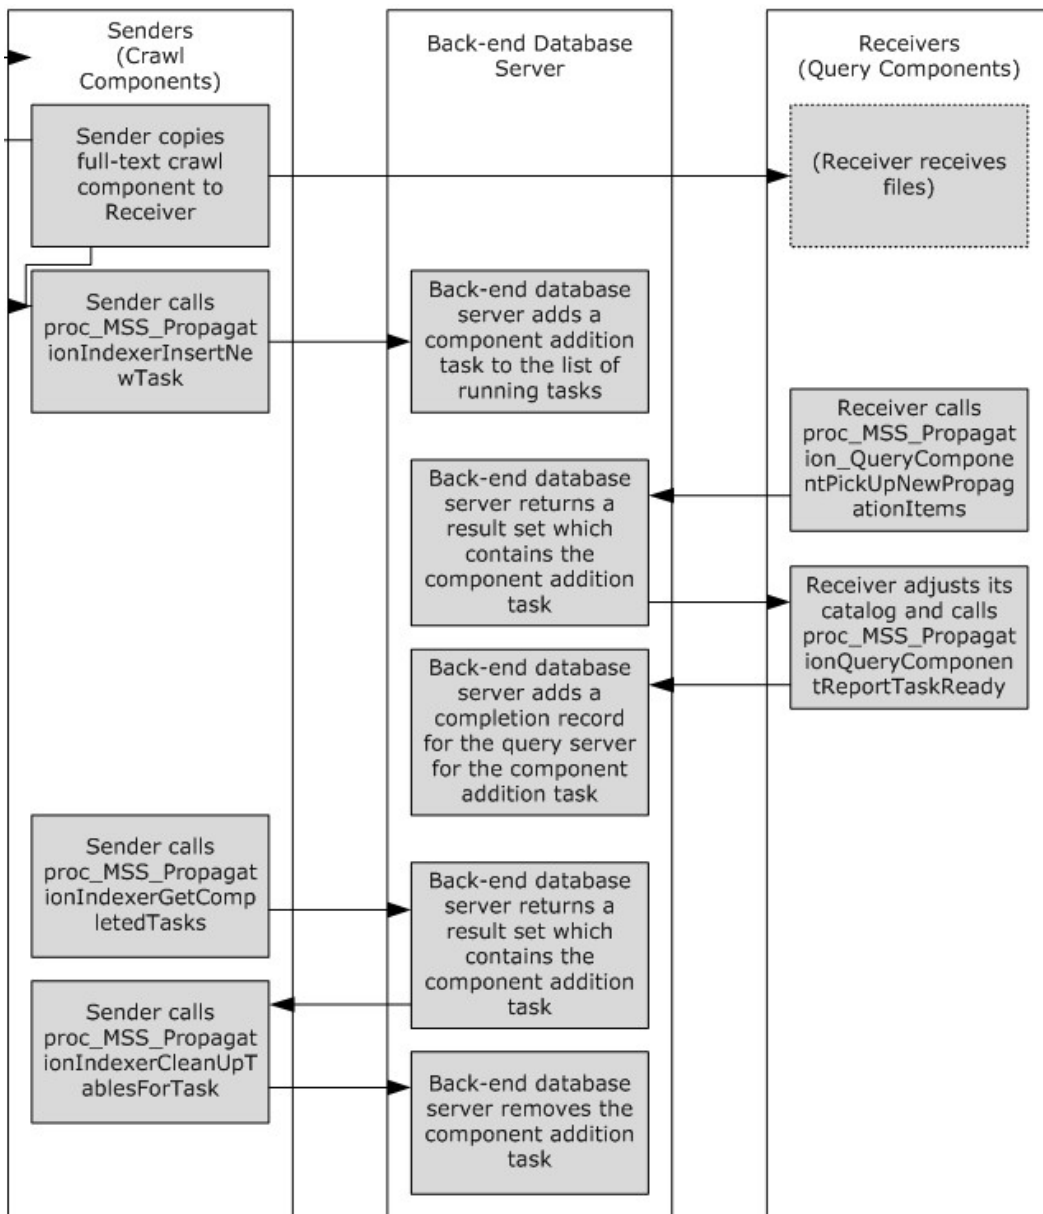 Senders
(Crawl
Components)
Back-end Database
Server
Receivers
(Query Components)
Sender copies
full-text crawl
component to
Receiver
(Receiver receives
files)
Sender calls
proc_MSS_Propagat
ionIndexerInsertNe
wTask
Back-end database
server adds a
component addition
task to the list of
running tasks
Receiver calls
proc_MSS_Propagat
ion_QueryCompone
ntPickUpNewPropag
ationItems
Back-end database
server returns a
result set which
contains the
component addition
task
Receiver adjusts its
catalog and calls
proc_MSS_Propagat
ionQueryComponen
tReportTaskReady
Back-end database
server adds a
completion record
for the query server
for the component
addition task
Sender calls
proc_MSS_Propagat
ionIndexerGetComp
letedTasks
Back-end database
server returns a
result set which
contains the
component addition
task
Sender calls
proc_MSS_Propagat
ionIndexerCleanUpT
ablesForTask
Back-end database
server removes the
component addition
task